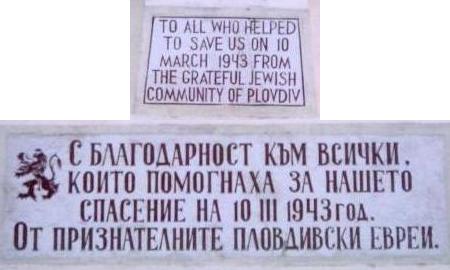 TO ALL WHO HELPED
TO SAVE US ON 10
MARCH 1943 FROM
THE GRATEFUL JEWISH
COMMUNITY OF PLOVDIV
С БЛАГОДАРНОСТ КЪМ ВСИЧКИ,
КОИТО ПОМОГНАХА ЗА НАШЕТО
СПАСЕНИЕ НА 10 III 1943 ГОД.
ОТ ПРИЗНАТЕЛНИТЕ ПЛОВДИВСКИ ЕВРЕИ.